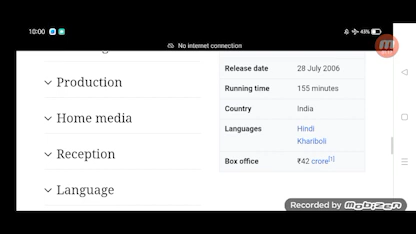 10:00
48%
No internet connection
Production
Home media
Reception
Language
Release date 28 July 2006
Running time 155 minutes
Country India
Languages Hindi
Khariboli
Box office ₹42 crore[1]
Recorded by Mobizen